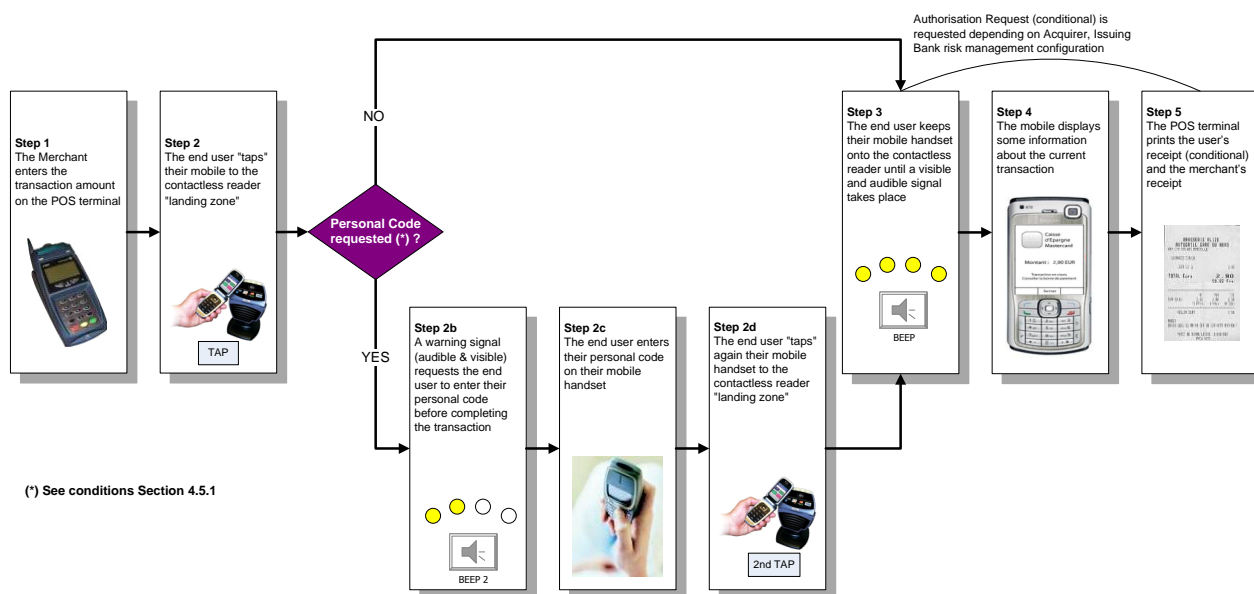 Authorisation Request (conditional) is
requested depending on Acquirer, Issuing
Bank risk management configuration
NO
Step 1
The Merchant
enters the
transaction amount
on the POS terminal
Step 2
The end user "taps"
their mobile to the
contactless reader
"landing zone"
TAP
Personal Code
requested (*) ?
YES
Step 2b
A warning signal
(audible & visible)
requests the end
user to enter their
personal code
before completing
the transaction
BEEP 2
Step 2c
The end user enters
their personal code
on their mobile
handset
Step 2d
The end user "taps"
again their mobile
handset to the
contactless reader
"landing zone"
2nd TAP
Step 3
The end user keeps
their mobile handset
onto the contactless
reader until a visible
and audible signal
takes place
BEEP
Step 4
The mobile displays
some information
about the current
transaction
Caisse
d'Epargne
Mastercard
Montant : 2,90 EUR
Transaction en cours
Step 5
The POS terminal
prints the user's
receipt (conditional)
and the merchant's
receipt
TOTAL Euro 2.90
(*) See conditions Section 4.5.1